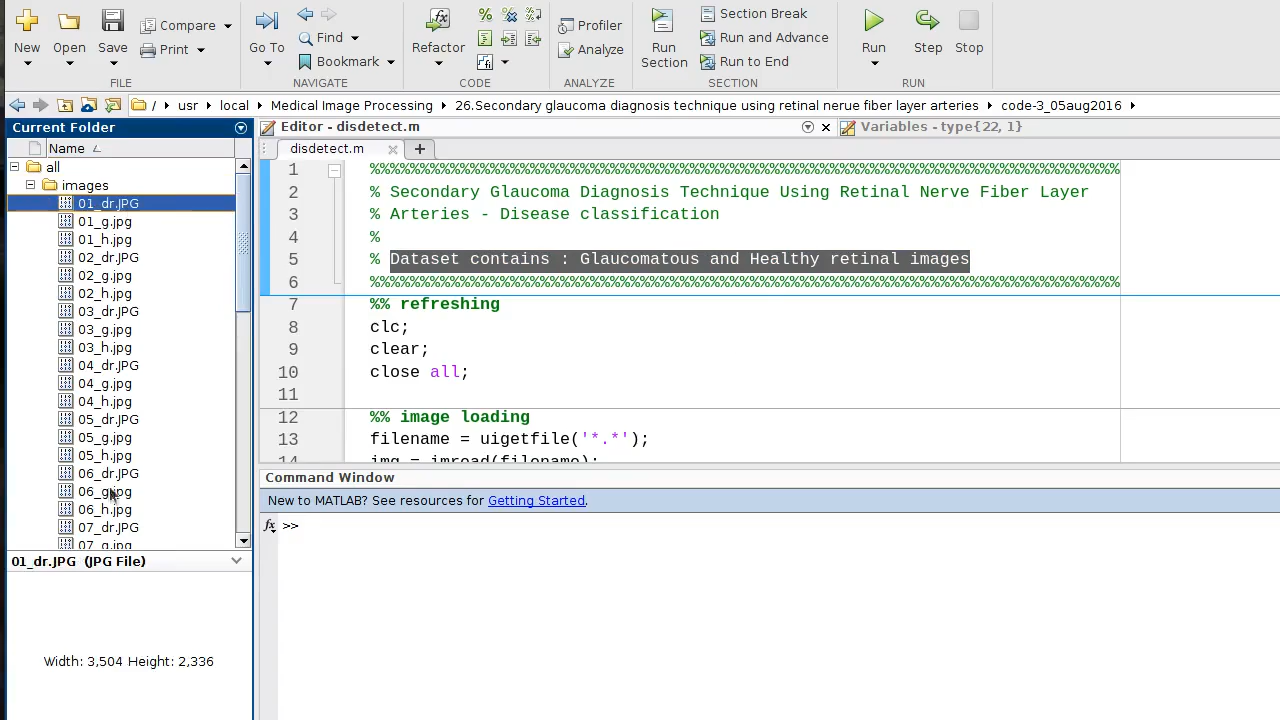 New
Open
Save
Compare
Print
FILE
Go To
Find
Bookmark
NAVIGATE
Refactor
CODE
Profiler
Analyze
ANALYZE
Run
Section
Section Break
Run and Advance
Run to End
SECTION
Run
Step
Stop
RUN
/ usr local Medical Image Processing 26.Secondary glaucoma diagnosis technique using retinal nerue fiber layer arteries code-3_05aug2016
Current Folder
Name
all
images
01_dr.JPG
01_g.jpg
01_h.jpg
02_dr.JPG
02_g.jpg
02_h.jpg
03_dr.JPG
03_g.jpg
03_h.jpg
04_dr.JPG
04_g.jpg
04_h.jpg
05_dr.JPG
05_g.jpg
05_h.jpg
06_dr.JPG
06_g.jpg
06_h.jpg
07_dr.JPG
07_g.jpg
01_dr.JPG (JPG File)
Width: 3,504 Height: 2,336
Editor - disdetect.m
Variables - type{22, 1}
disdetect.m
+
1 %%%%%%%%%%%%%%%%%%%%%%%%%%%%%%%%%%%%%%%%%%%%%%%%%%%%%%%%%%%%%%%%%%%%%%%%%%%
2 % Secondary Glaucoma Diagnosis Technique Using Retinal Nerve Fiber Layer
3 % Arteries - Disease classification
4 %
5 % Dataset contains : Glaucomatous and Healthy retinal images
6 %%%%%%%%%%%%%%%%%%%%%%%%%%%%%%%%%%%%%%%%%%%%%%%%%%%%%%%%%%%%%%%%%%%%%%%%%%%
7 %% refreshing
8 clc;
9 clear;
10 close all;
11
12 %% image loading
13 filename = uigetfile('*.*');
14 img = imread(filename);
Command Window
New to MATLAB? See resources for Getting Started.
fx >>